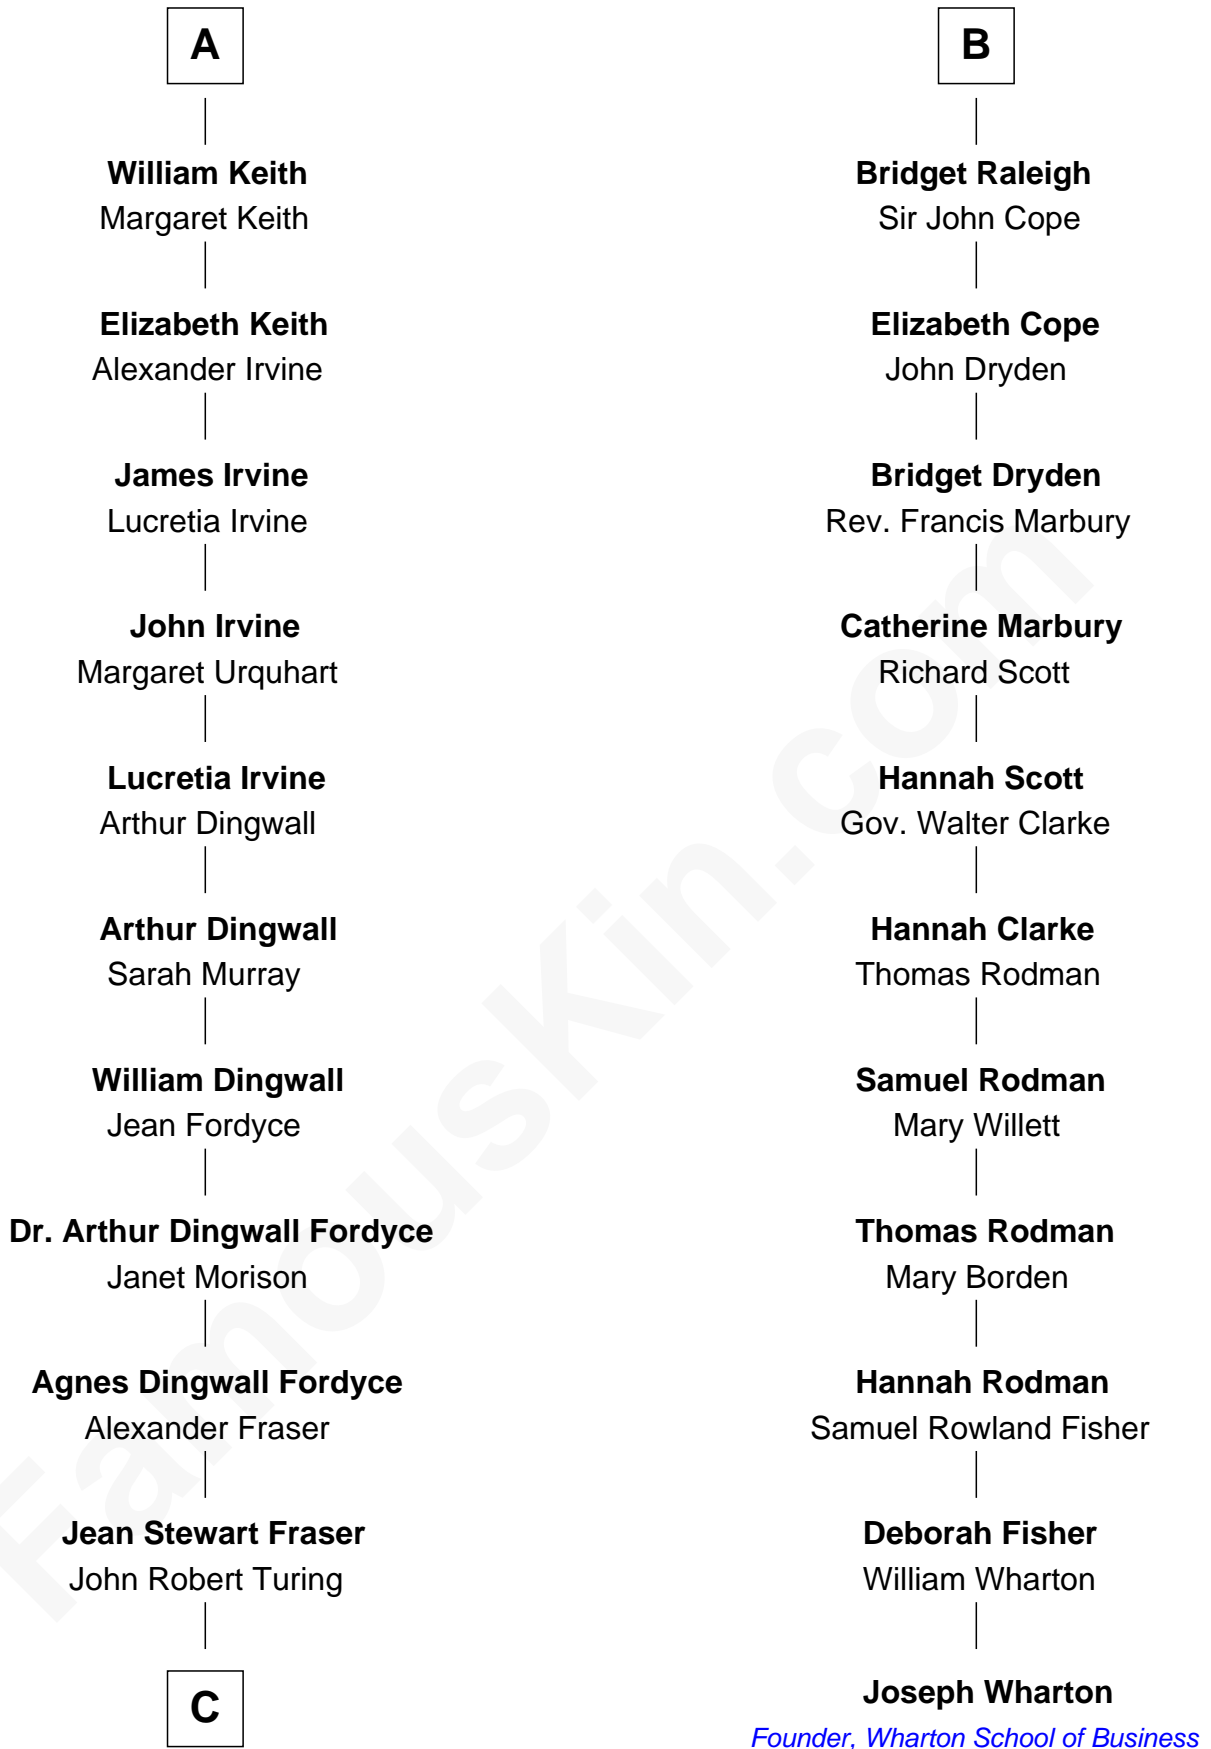 A
William Keith
Margaret Keith
Elizabeth Keith
Alexander Irvine
James Irvine
Lucretia Irvine
John Irvine
Margaret Urquhart
Lucretia Irvine
Arthur Dingwall
Arthur Dingwall
Sarah Murray
William Dingwall
Jean Fordyce
Dr. Arthur Dingwall Fordyce
Janet Morison
Agnes Dingwall Fordyce
Alexander Fraser
Jean Stewart Fraser
John Robert Turing
C
B
Bridget Raleigh
Sir John Cope
Elizabeth Cope
John Dryden
Bridget Dryden
Rev. Francis Marbury
Catherine Marbury
Richard Scott
Hannah Scott
Gov. Walter Clarke
Hannah Clarke
Thomas Rodman
Samuel Rodman
Mary Willett
Thomas Rodman
Mary Borden
Hannah Rodman
Samuel Rowland Fisher
Deborah Fisher
William Wharton
Joseph Wharton
Founder, Wharton School of Business
FamousKin.com